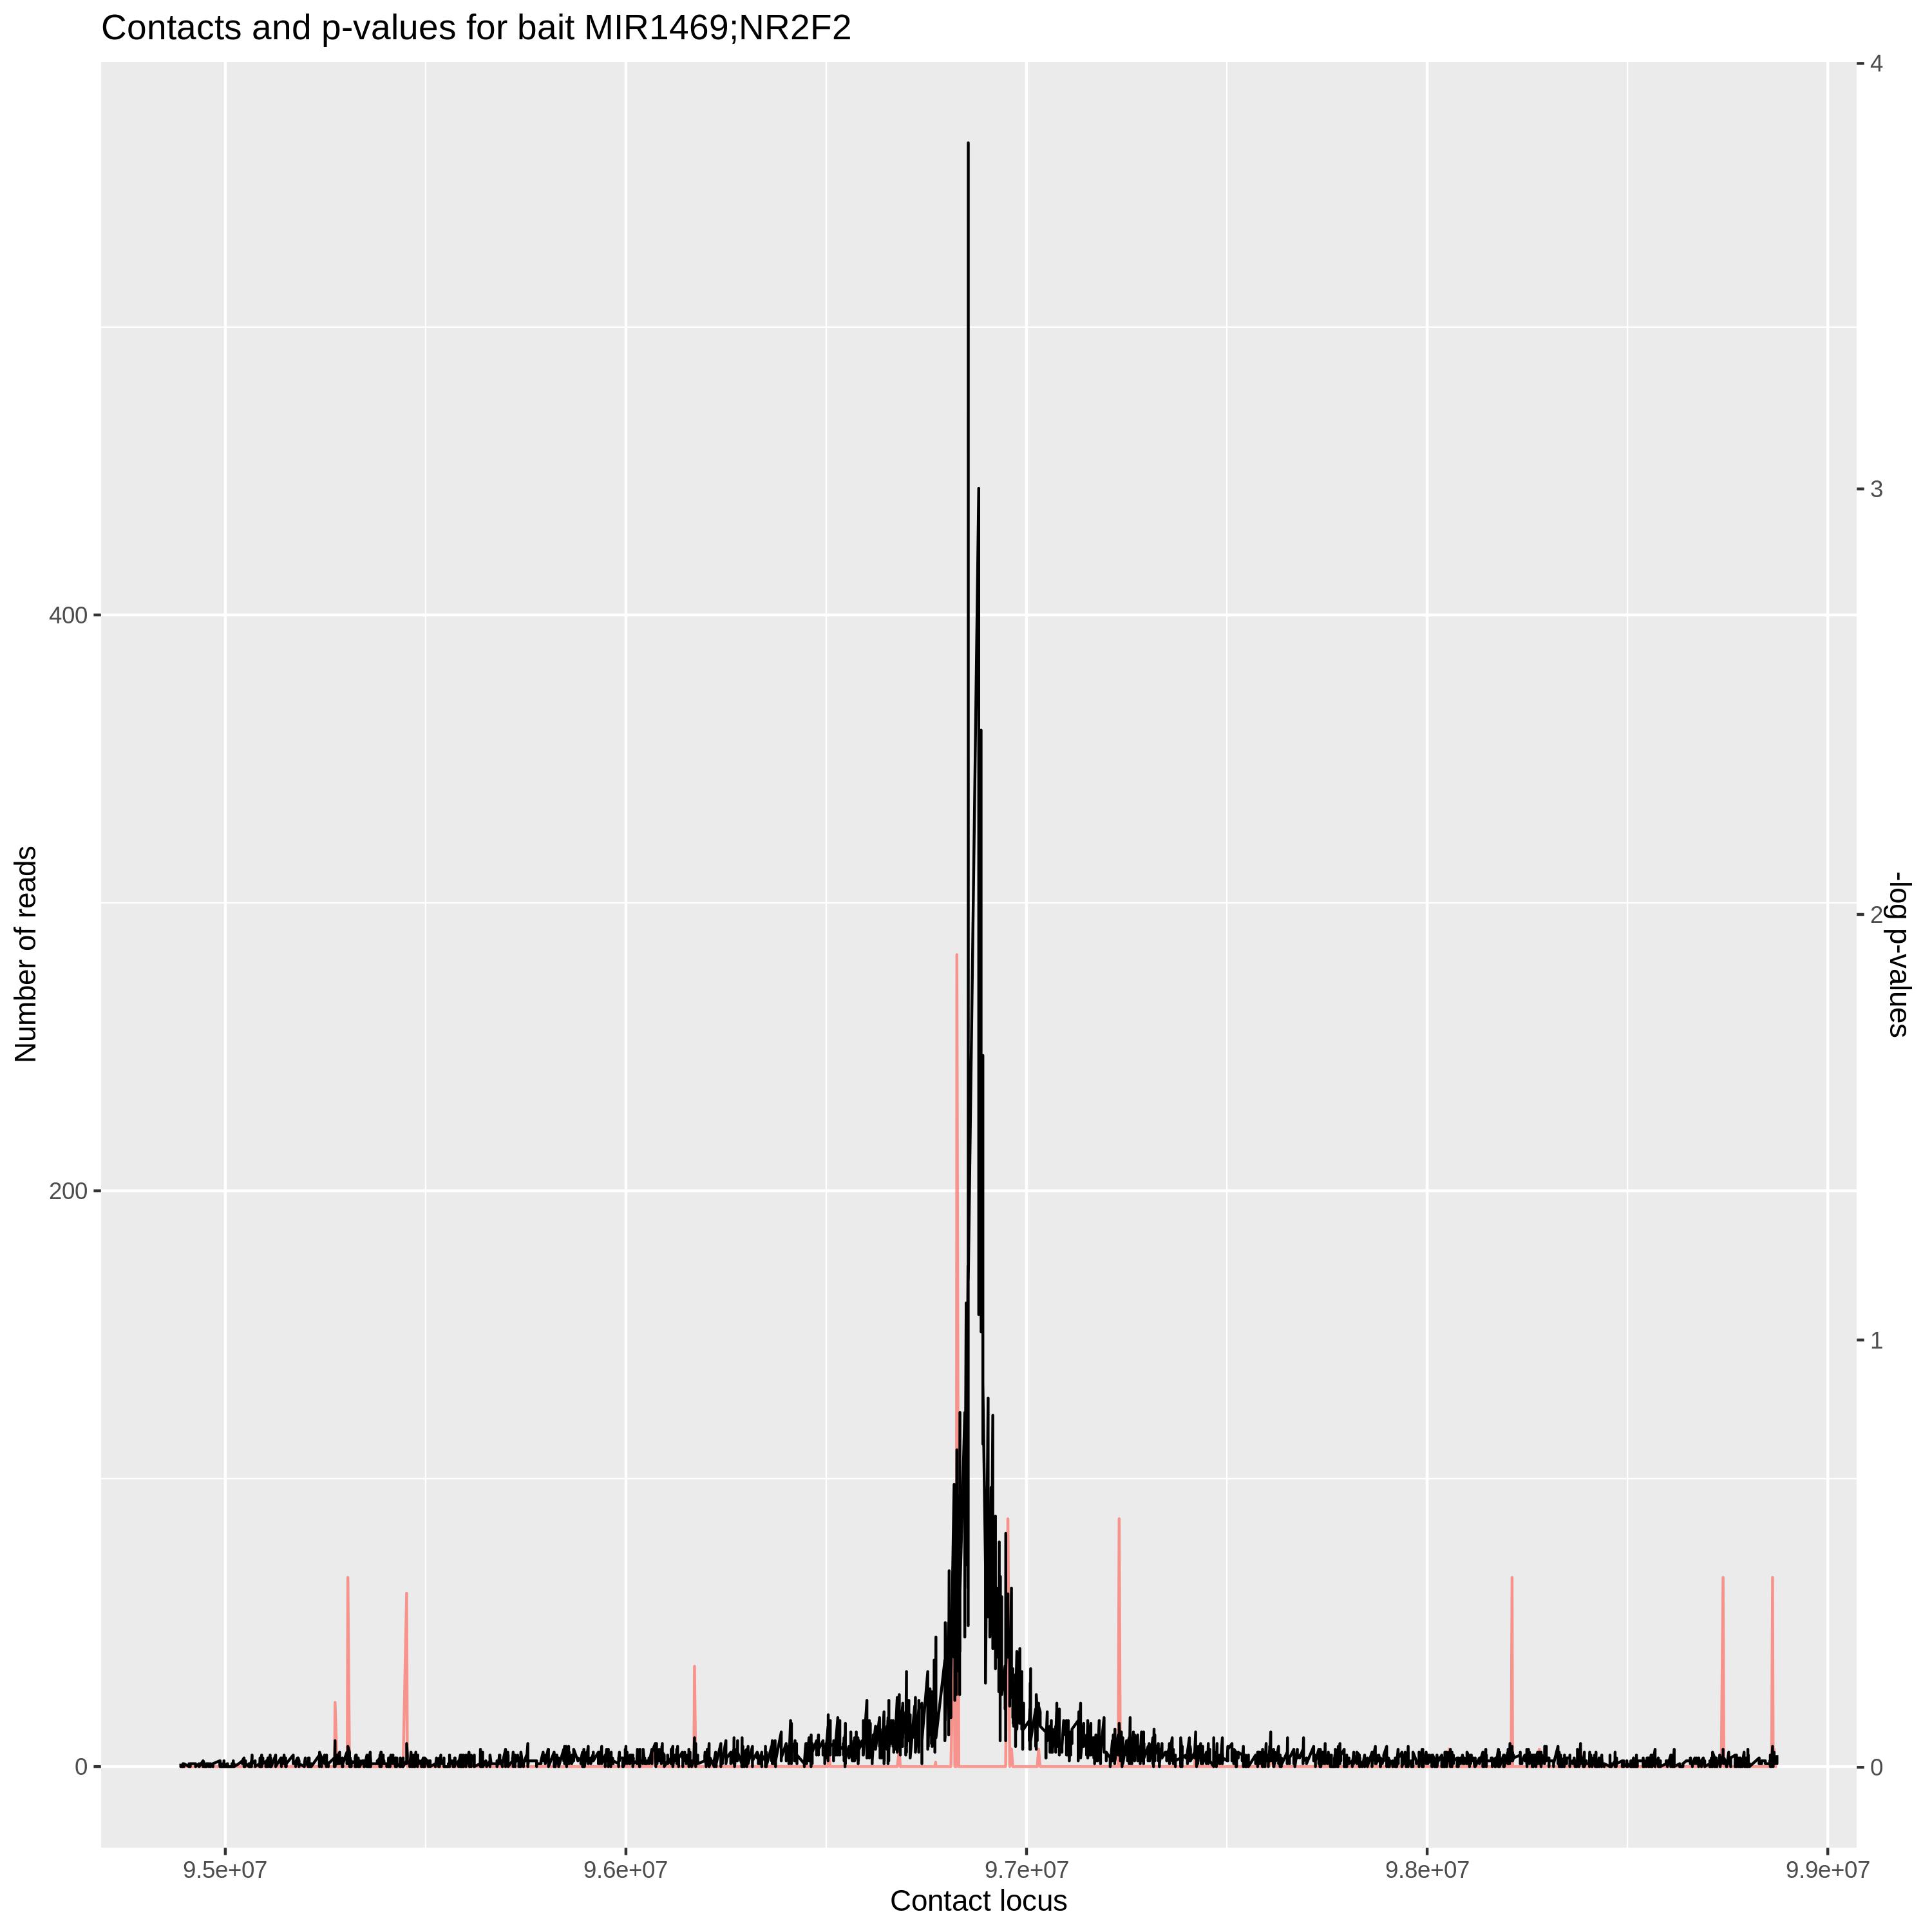 Contacts and p-values for bait MIR1469;NR2F2
Number of reads
400
200
0
4
3
2
1
0
-log p-values
9.5e+07 9.6e+07 9.7e+07 9.8e+07 9.9e+07
Contact locus